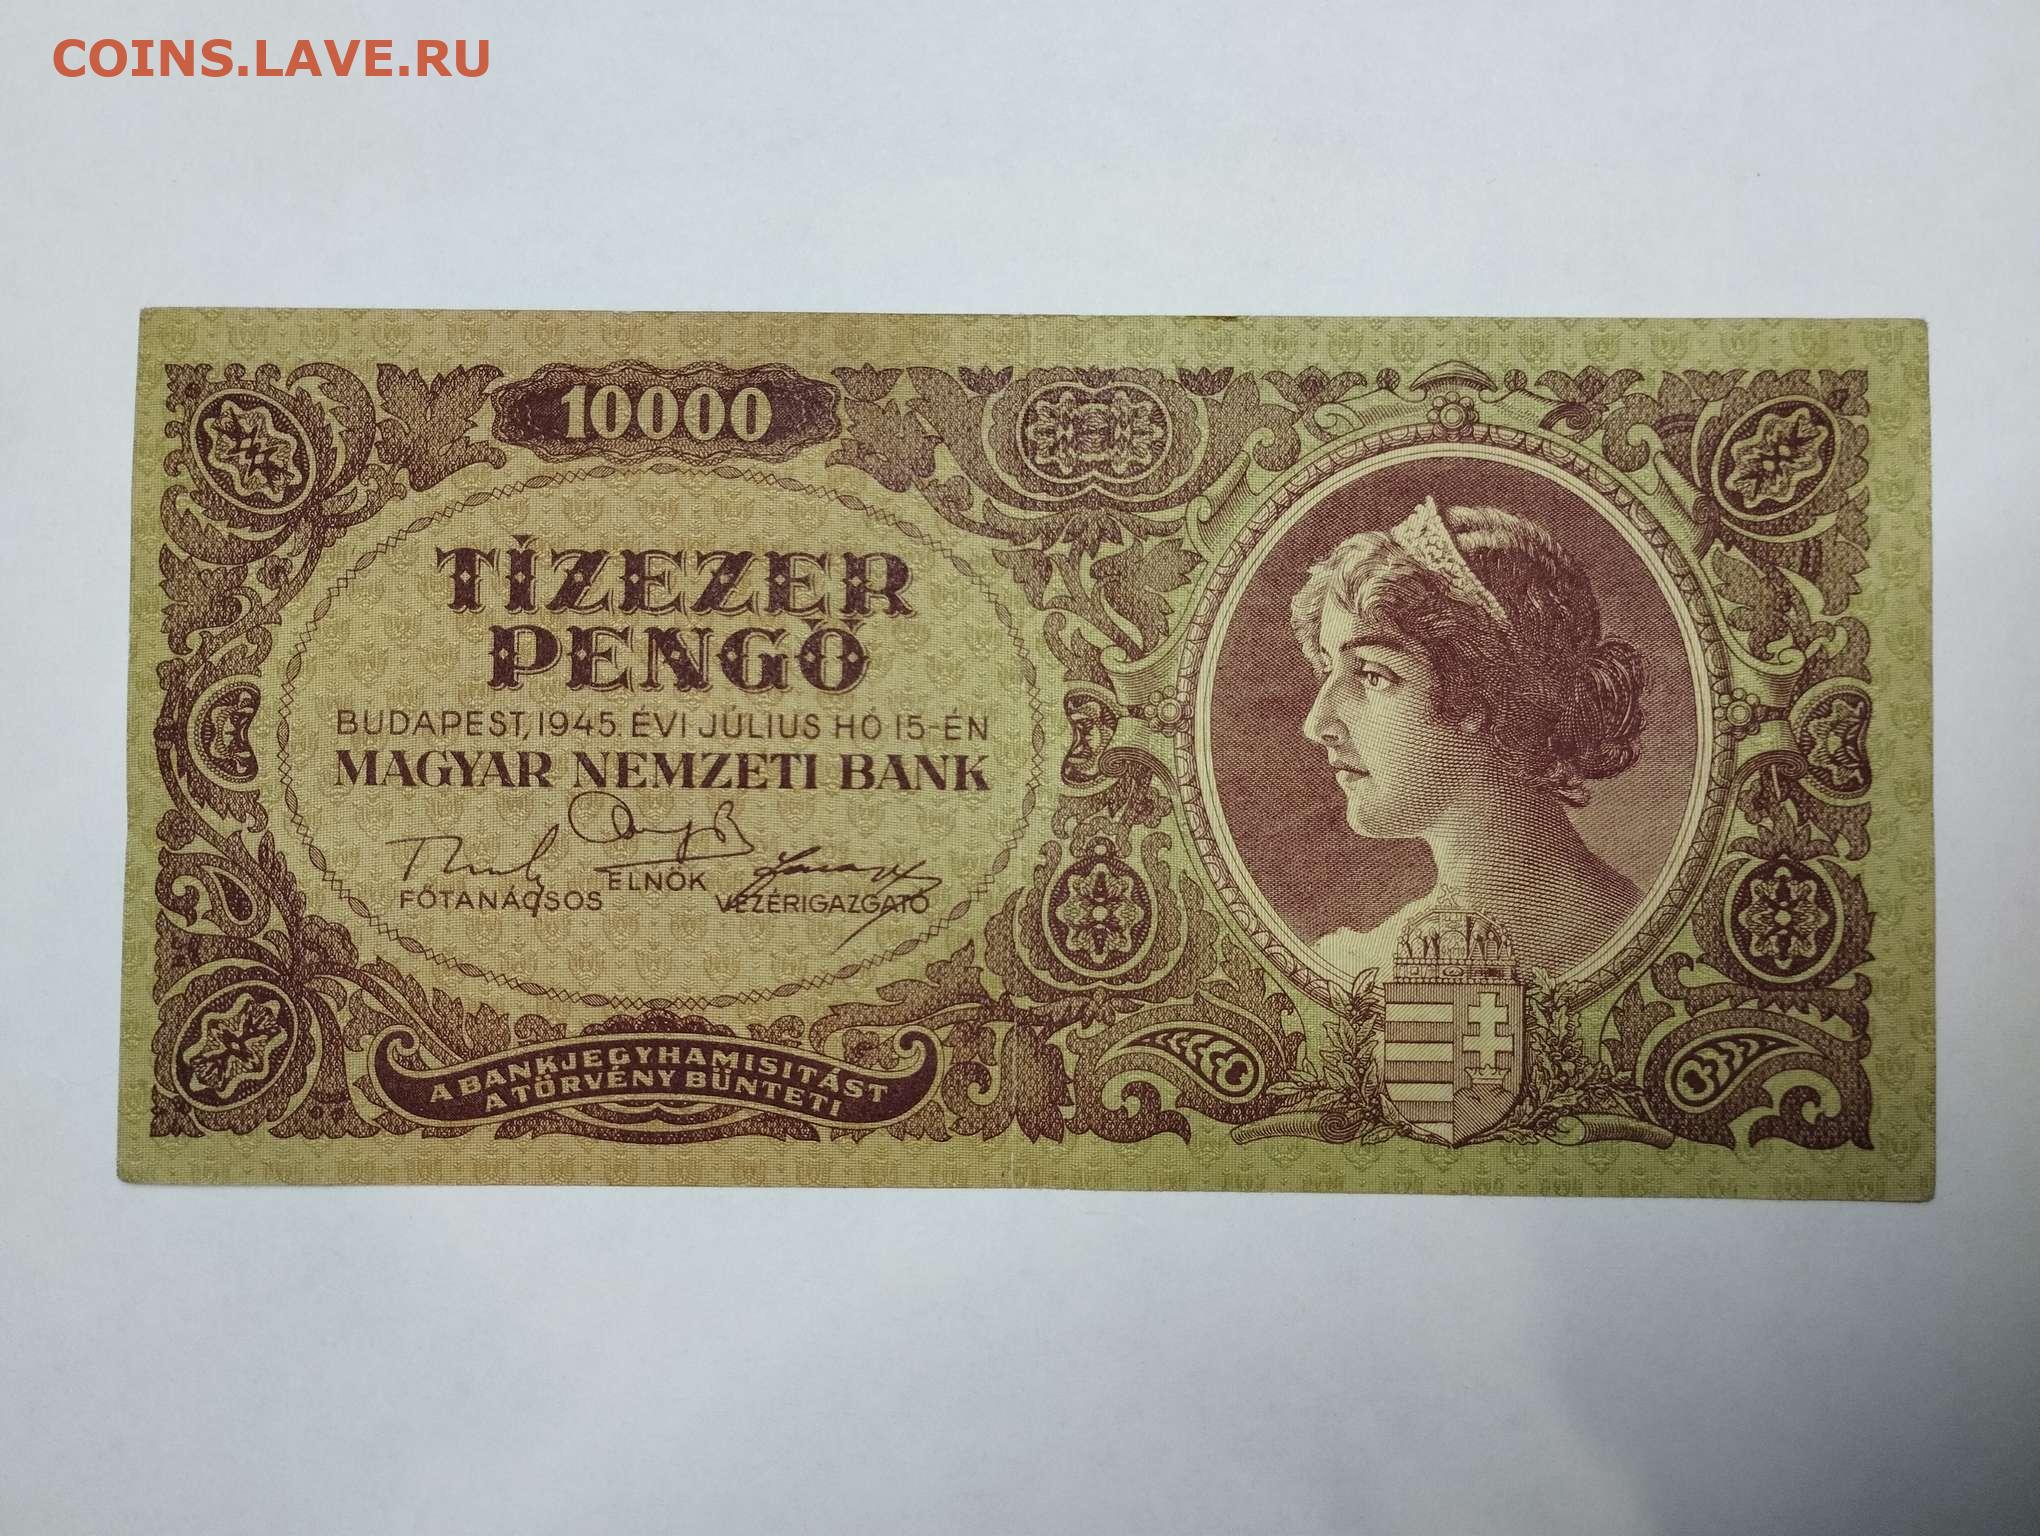 COINS.LAVE.RU
10000
TÍZEZER
PENGŐ
BUDAPEST, 1945. ÉVI JÚLIUS HÓ 15-ÉN
MAGYAR NEMZETI BANK
FŐTANÁCSOS ELNÖK VEZÉRIGAZGATÓ
A BANKJEGYHAMISITÁST
A TÖRVÉNY BÜNTETI